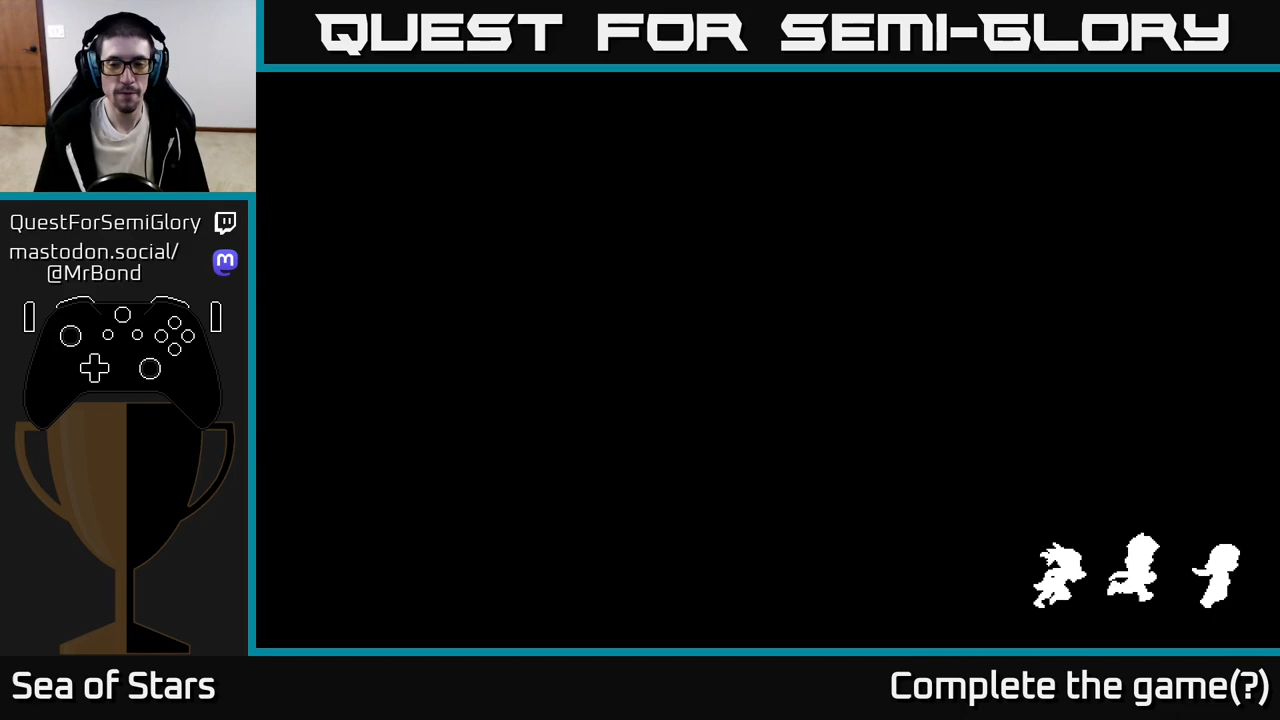 QUEST FOR SEMI-GLORY
QuestForSemiGlory
mastodon.social/
@MrBond
Sea of Stars
Complete the game(?)